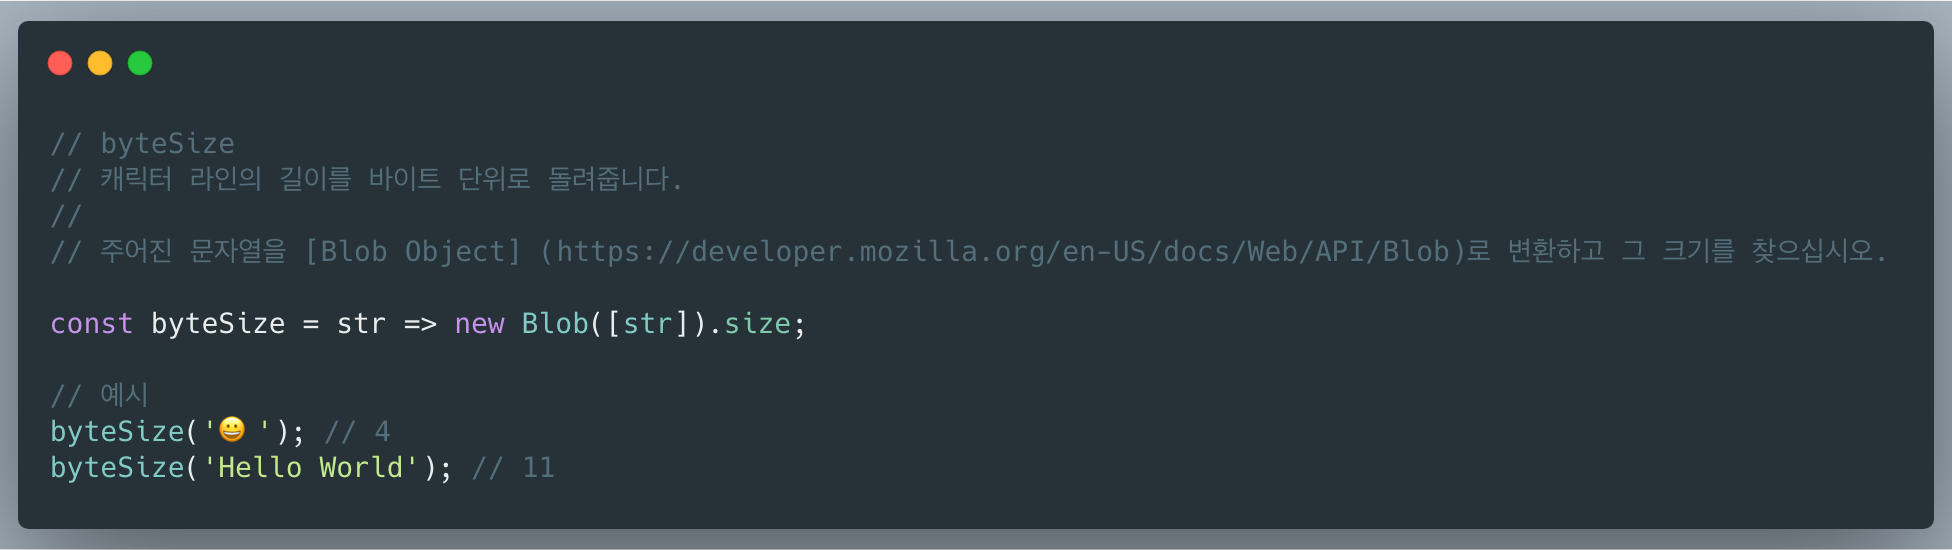 // byteSize
// 캐릭터 라인의 길이를 바이트 단위로 돌려줍니다.
//
// 주어진 문자열을 [Blob Object] (https://developer.mozilla.org/en-US/docs/Web/API/Blob)로 변환하고 그 크기를 찾으십시오.
const byteSize = str => new Blob([str]).size;
// 예시
byteSize('😀 '); // 4
byteSize('Hello World'); // 11